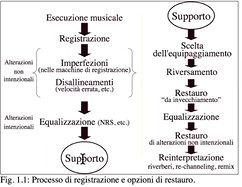 Esecuzione musicale
Registrazione
Alterazioni
non
intenzionali
Imperfezioni
(nelle macchine di registrazione)
Disallineamenti
(velocità errata, etc.)
Alterazioni
intenzionali
Equalizzazione (NRS, etc.)
Supporto
Supporto
Scelta
dell'equipaggiamento
Riversamento
Restauro
"da invecchiamento"
Equalizzazione
Restauro
di alterazioni non intenzionali
Reinterpretazione
riverberi, re-channeling, remix
Fig. 1.1: Processo di registrazione e opzioni di restauro.